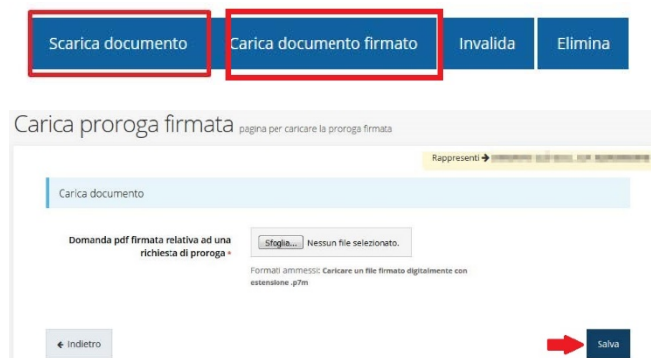 Scarica documento Carica documento firmato Invalida Elimina
Carica proroga firmata pagina per caricare la proroga firmata
Rappresenti →
Carica documento
Domanda pdf firmata relativa ad una
richiesta di proroga *
Sfoglia... Nessun file selezionato.
Formati ammessi: Caricare un file firmato digitalmente con
estensione .p7m
← Indietro Salva